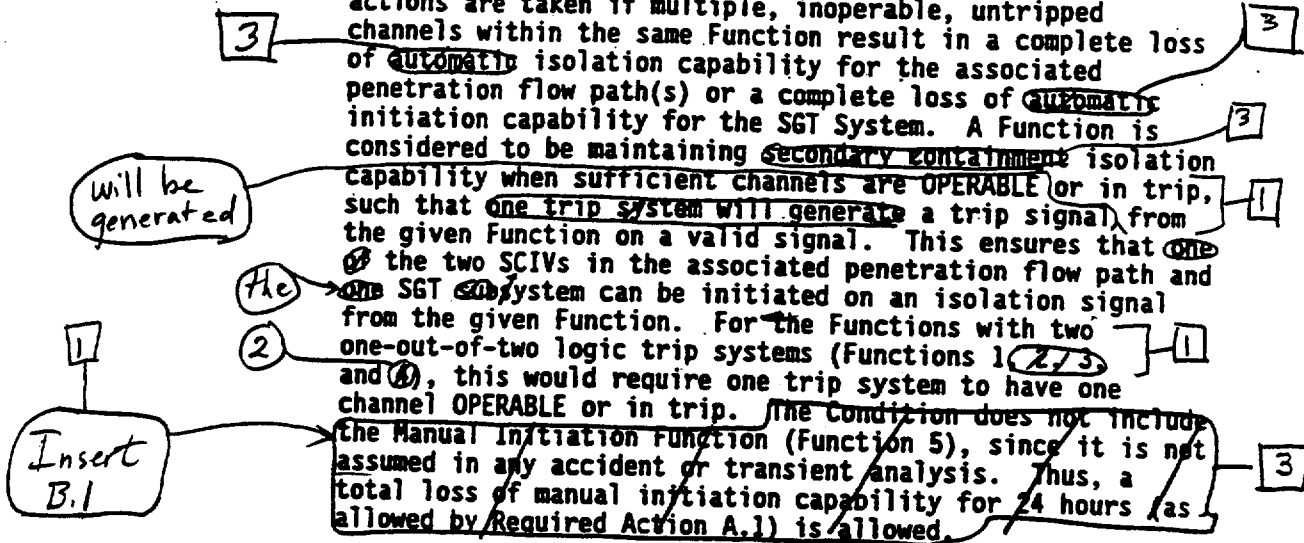 actions are taken if multiple, inoperable, untripped
3
3
channels within the same Function result in a complete loss
of automatic isolation capability for the associated
penetration flow path(s) or a complete loss of automatic
initiation capability for the SGT System. A Function is
3
considered to be maintaining secondary containment isolation
will be
generated
capability when sufficient channels are OPERABLE or in trip,
1
such that one trip system will generate a trip signal from
the given Function on a valid signal. This ensures that one
of the two SCIVs in the associated penetration flow path and
the
one SGT subsystem can be initiated on an isolation signal
from the given Function. For the Functions with two
1
1
2
one-out-of-two logic trip systems (Functions 1, 2, 3,
and 4), this would require one trip system to have one
channel OPERABLE or in trip. The Condition does not include
Insert
B.1
the Manual Initiation Function (Function 5), since it is not
assumed in any accident or transient analysis. Thus, a
3
total loss of manual initiation capability for 24 hours (as
allowed by Required Action A.1) is allowed.